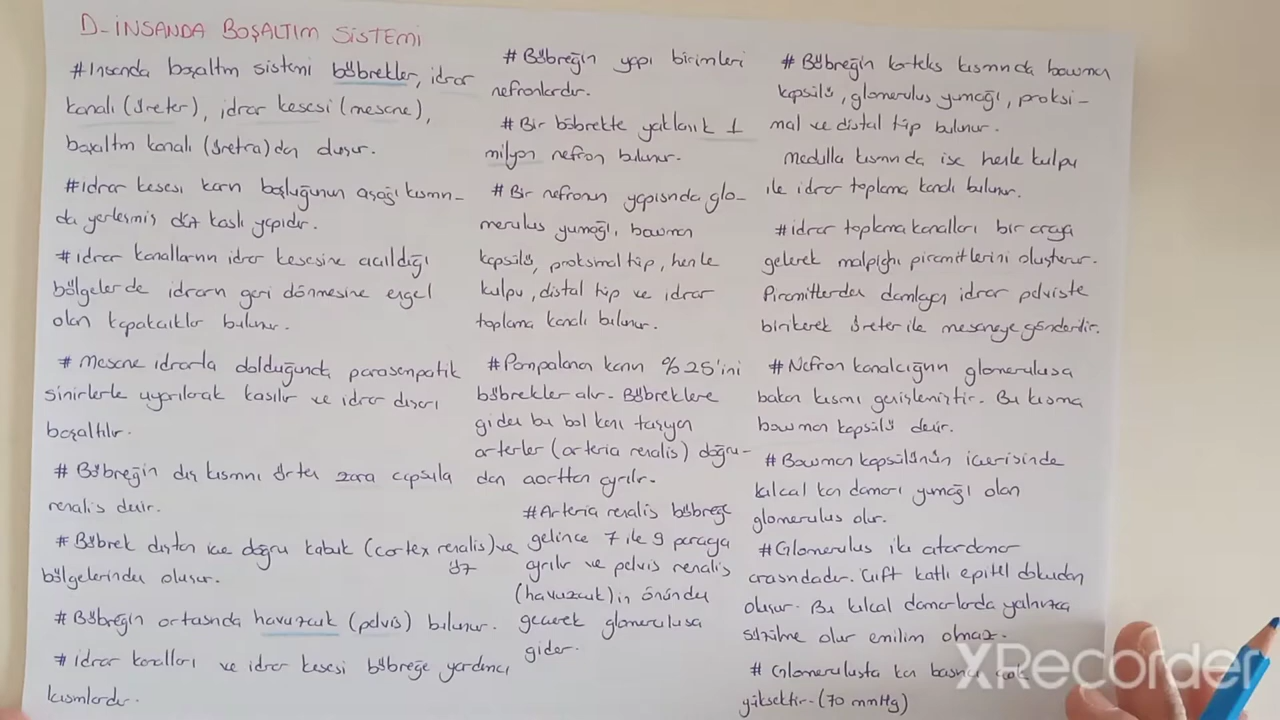 D- İNSANDA BOŞALTIM SİSTEMİ
#İnsanda boşaltım sistemi böbrekler, idrar
kanalı (üreter), idrar kesesi (mesane),
boşaltım kanalı (üretra)dan oluşur.
#idrar kesesi karın boşluğunun aşağı kısmın-
da yerleşmiş düz kaslı yapıdır.
#idrar kanallarının idrar kesesine açıldığı
bölgelerde idrarın geri dönmesine engel
olan kapakçıklar bulunur.
# Mesane idrarla dolduğunda parasempatik
sinirlerle uyarılarak kasılır ve idrar dışarı
boşaltılır.
# Böbreğin dış kısmını örten zara capsula
renalis denir.
# Böbrek dıştan içe doğru kabuk (cortex renalis) ve
öz
bölgelerinden oluşur.
# Böbreğin ortasında havuzcuk (pelvis) bulunur.
# idrar kanalları ve idrar kesesi böbreğe yardımcı
kısımlardır.
# Böbreğin yapı birimleri
nefronlardır.
# Bir böbrekte yaklaşık 1
milyon nefron bulunur.
# Bir nefronun yapısında glo-
merulus yumağı, bowman
kapsülü, proksimal tüp, henle
kulpu, distal tüp ve idrar
toplama kanalı bulunur.
#Pompalanan kanın %25'ini
böbrekler alır. Böbreklere
giden bu bol kanı taşıyan
arterler (arteria renalis) doğru-
dan aorttan ayrılır.
#Arteria renalis böbreğe
gelince 7 ile 9 parçaya
ayrılır ve pelvis renalis
(havuzcuk)in önünden
geçerek glomerulusa
gider.
# Böbreğin korteks kısmında bowman
kapsülü, glomerulus yumağı, proksi-
mal ve distal tüp bulunur.
Medulla kısmında ise henle kulpu
ile idrar toplama kanalı bulunur.
#idrar toplama kanalları bir araya
gelerek malpighi piramitlerini oluşturur.
Piramitlerden damlayan idrar pelviste
birikerek üreter ile mesaneye gönderilir.
#Nefron kanalcığının glomerulusa
bakan kısmı genişlemiştir. Bu kısma
bowman kapsülü denir.
# Bowman kapsülünün içerisinde
kılcal kan damarı yumağı olan
glomerulus olur.
#Glomerulus iki atardamar
arasındadır. Çift katlı epitel dokudan
oluşur. Bu kılcal damarlarda yalnızca
süzülme olur emilim olmaz.
# Glomerulusta kan basıncı çok
yüksektir. (70 mmHg)
XRecorder